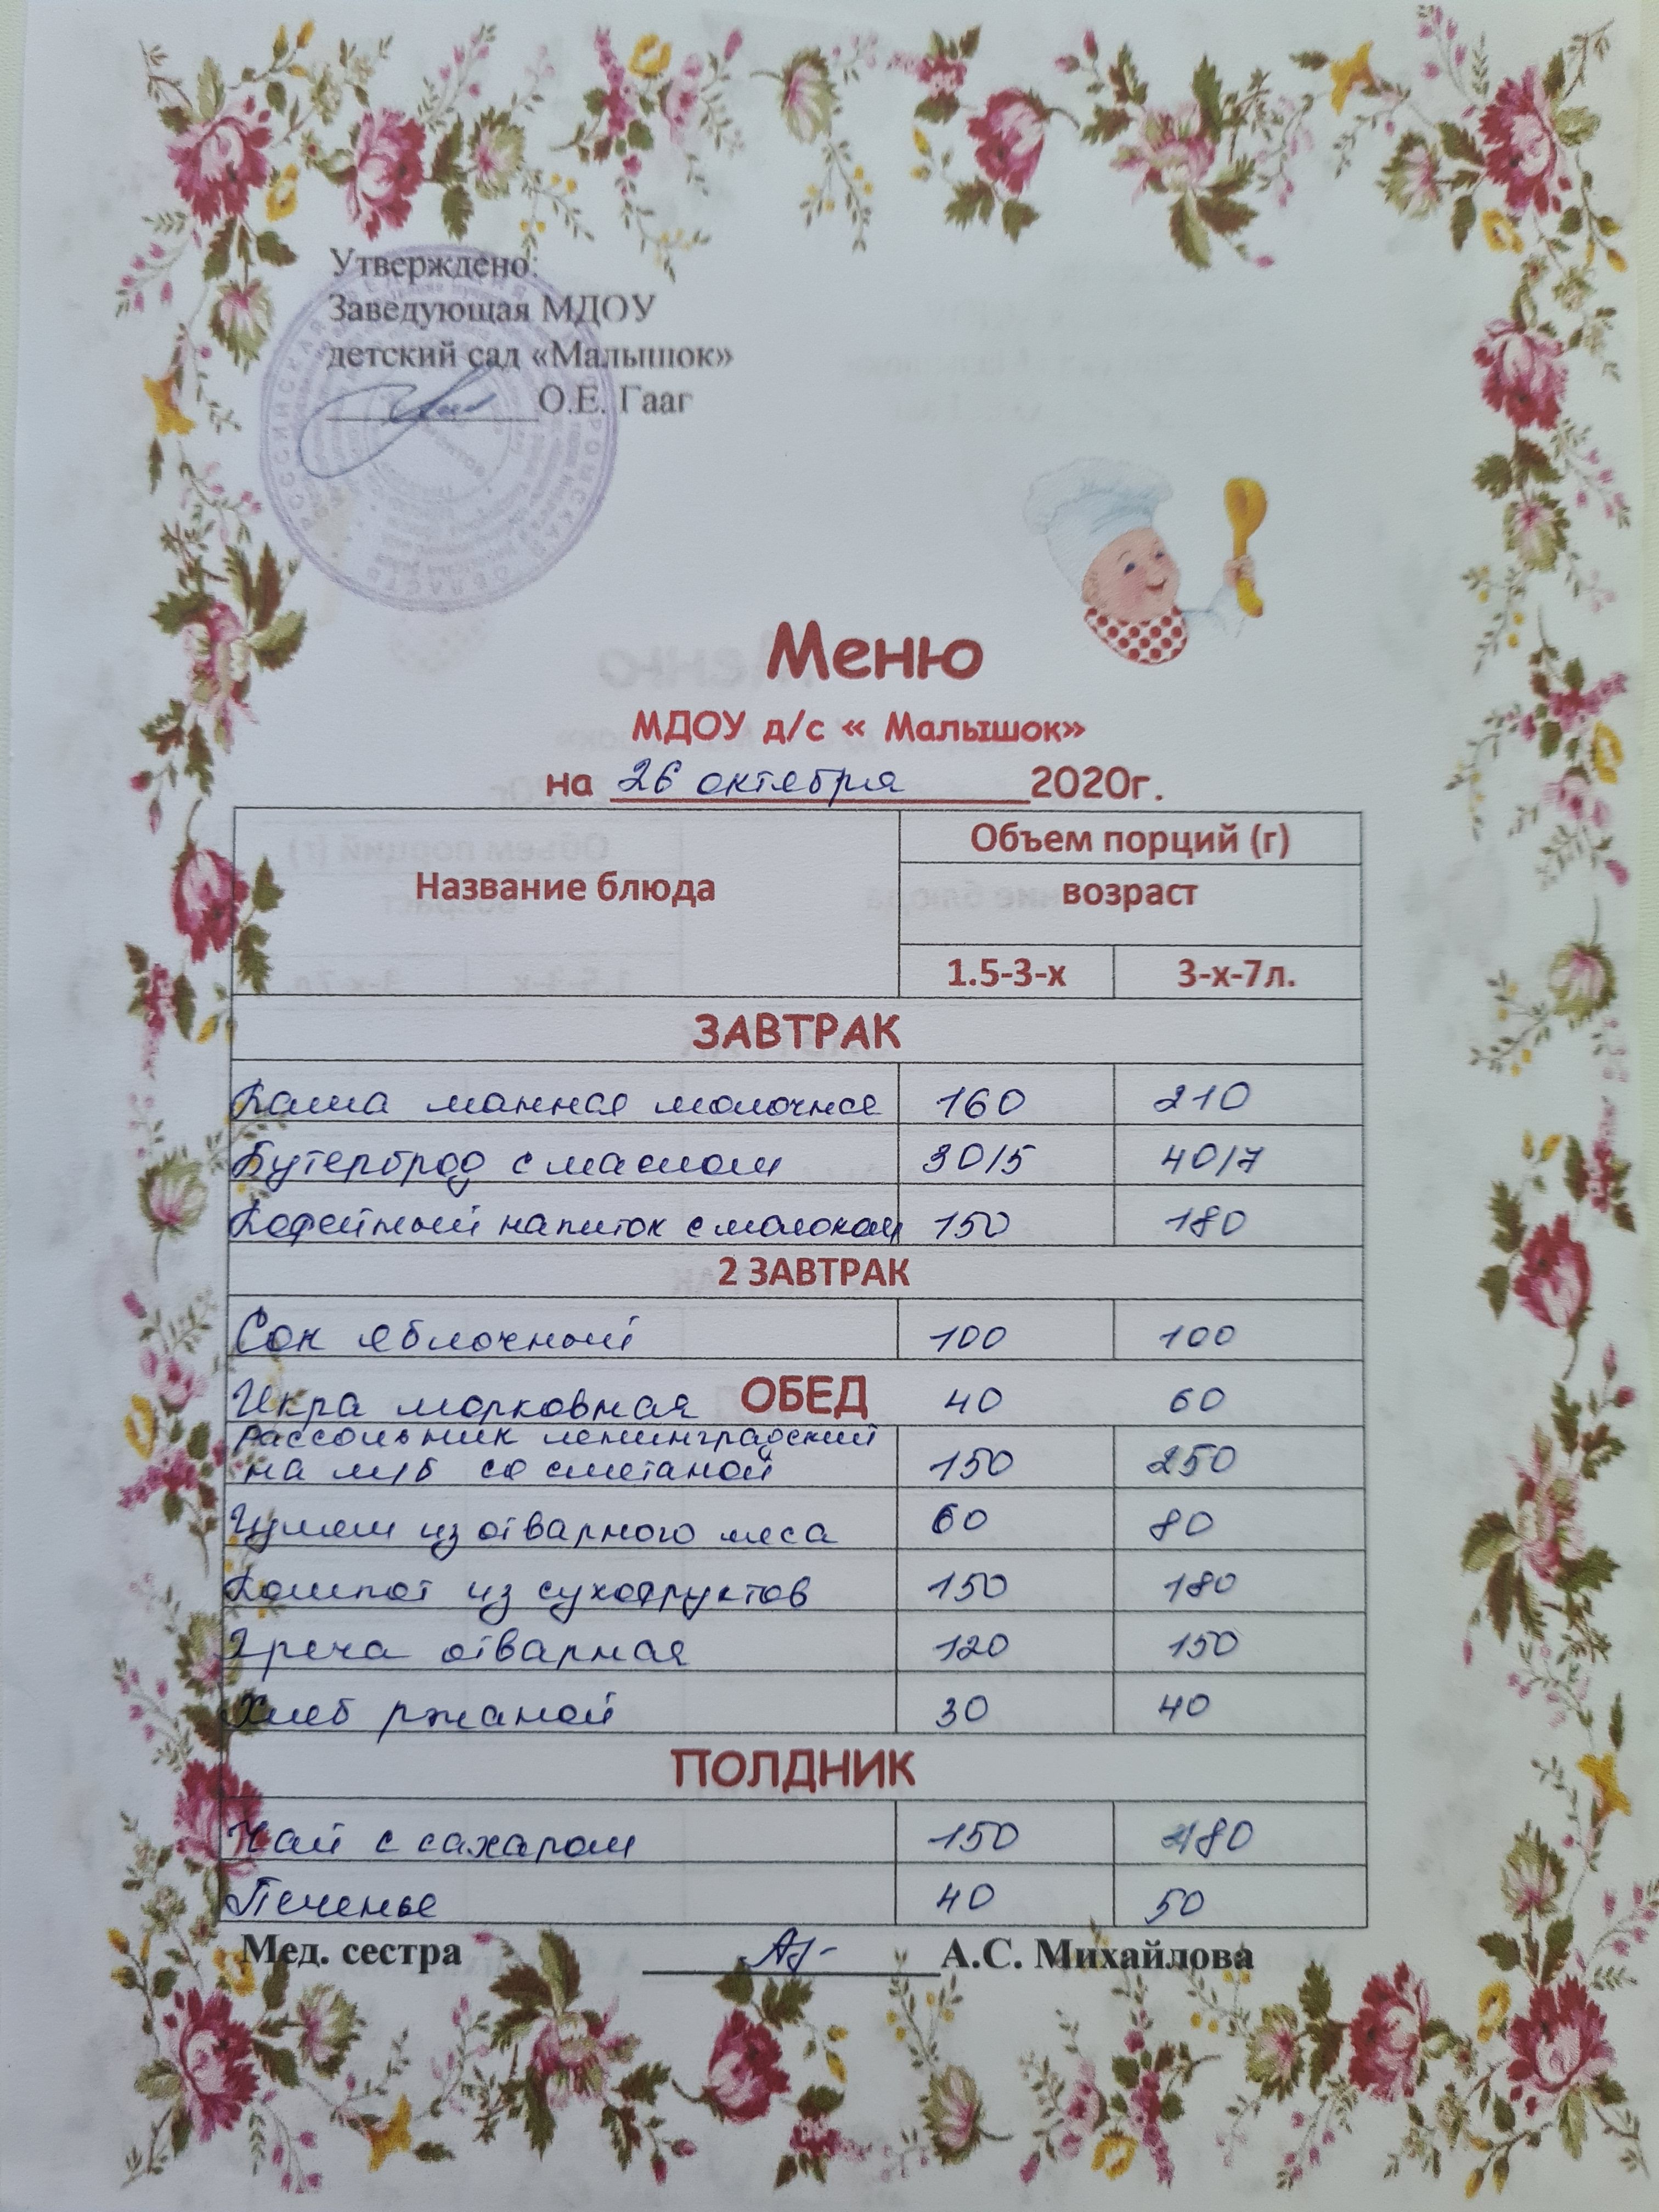 Утверждено:
Заведующая МДОУ
детский сад «Малышок»
О.Е. Гааг
РОССИЙСКАЯ ФЕДЕРАЦИЯ КОСТРОМСКАЯ ОБЛАСТЬ
Меню
МДОУ д/с « Малышок»
на 26 октября 2020г.
Название блюда Объем порций (г)
возраст
1.5-3-х 3-х-7л.
ЗАВТРАК
Каша манная молочная 160 210
Бутерброд с маслом 30/5 40/7
Кофейный напиток с молоком 150 180
2 ЗАВТРАК
Сок яблочный 100 100
Икра морковная ОБЕД 40 60
Рассольник ленинградский
на м/б со сметаной 150 250
Гуляш из отварного мяса 60 80
Компот из сухофруктов 150 180
Греча отварная 120 150
Хлеб ржаной 30 40
ПОЛДНИК
Чай с сахаром 150 180
Печенье 40 50
Мед. сестра А.С. Михайлова